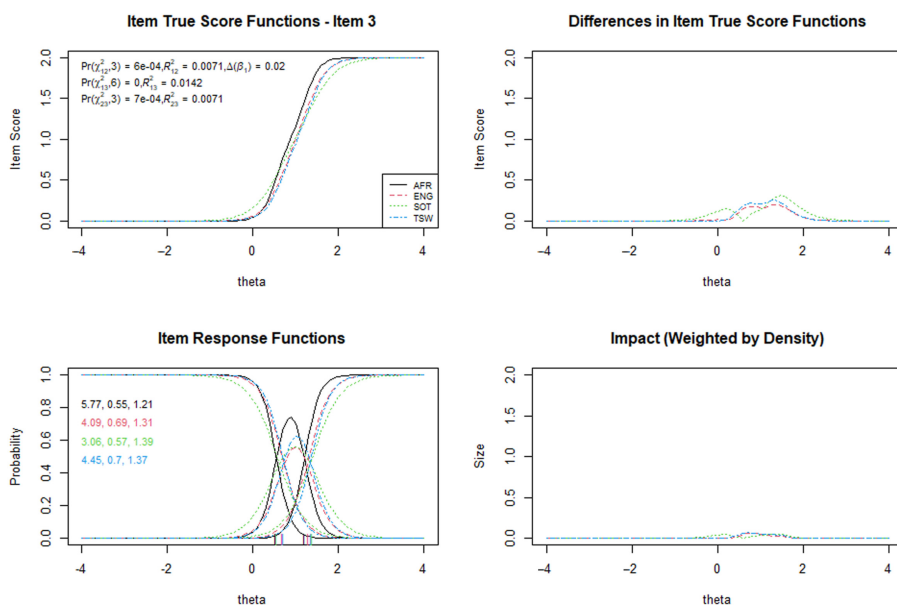 Item True Score Functions - Item 3
Pr(χ²₁₂,3) = 6e-04,R²₁₂ = 0.0071,Δ(β₁) = 0.02
Pr(χ²₁₃,6) = 0,R²₁₃ = 0.0142
Pr(χ²₂₃,3) = 7e-04,R²₂₃ = 0.0071
Item Score
2.0
1.5
1.0
0.5
0.0
AFR
ENG
SOT
TSW
−4 −2 0 2 4
theta
Differences in Item True Score Functions
Item Score
2.0
1.5
1.0
0.5
0.0
−4 −2 0 2 4
theta
Item Response Functions
Probability
1.0
0.8
0.6
0.4
0.2
0.0
5.77, 0.55, 1.21
4.09, 0.69, 1.31
3.06, 0.57, 1.39
4.45, 0.7, 1.37
−4 −2 0 2 4
theta
Impact (Weighted by Density)
Size
2.0
1.5
1.0
0.5
0.0
−4 −2 0 2 4
theta